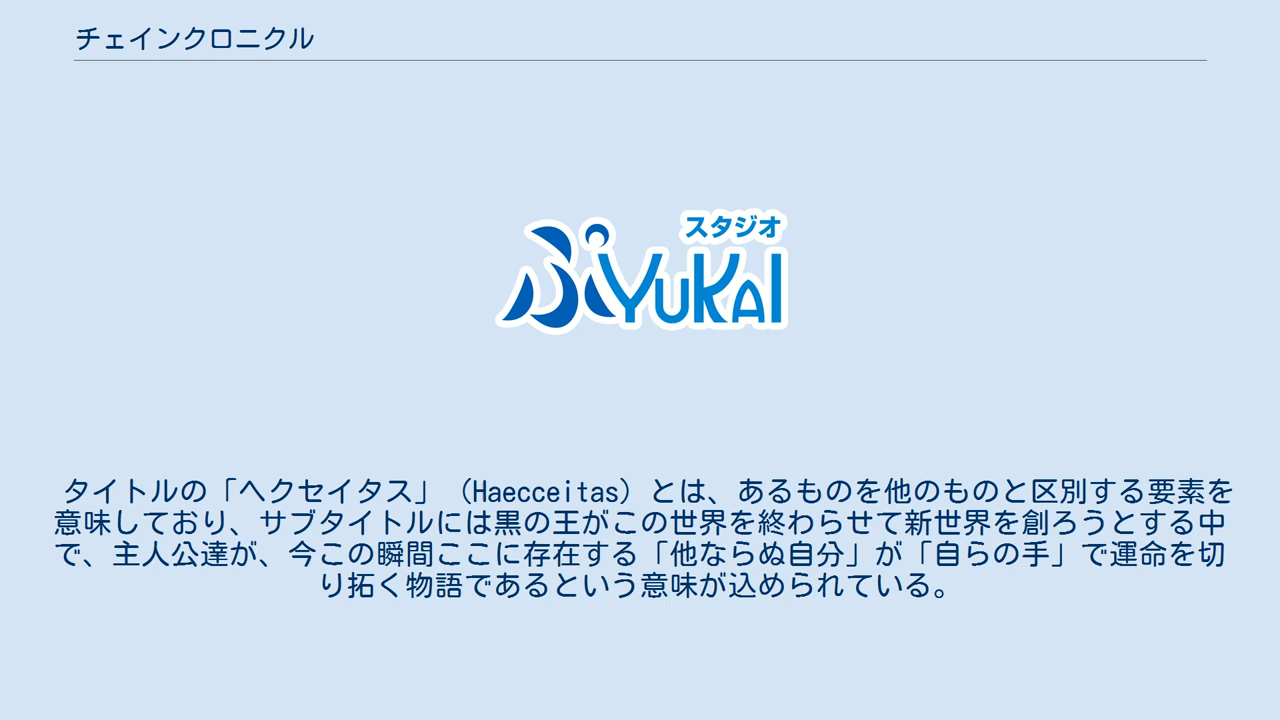 チェインクロニクル
スタジオ
ぷYUKAI
タイトルの「ヘクセイタス」（Haecceitas）とは、あるものを他のものと区別する要素を
意味しており、サブタイトルには黒の王がこの世界を終わらせて新世界を創ろうとする中
で、主人公達が、今この瞬間ここに存在する「他ならぬ自分」が「自らの手」で運命を切
り拓く物語であるという意味が込められている。